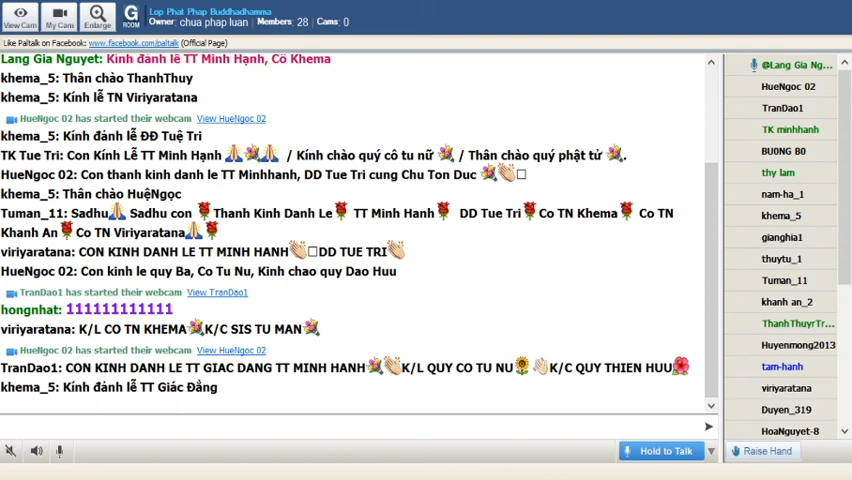 View Cam
My Cam
Enlarge
G
ROOM
Lop Phat Phap Buddhadhamma
Owner: chua phap luan Members: 28 Cams: 0
Like Paltalk on Facebook: www.facebook.com/paltalk (Official Page)
Lang Gia Nguyet: Kính đảnh lễ TT Minh Hạnh, Cô Khema
khema_5: Thân chào ThanhThuy
khema_5: Kính lễ TN Viriyaratana
HueNgoc 02 has started their webcam View HueNgoc 02
khema_5: Kính đảnh lễ ĐĐ Tuệ Tri
TK Tue Tri: Con Kính Lễ TT Minh Hạnh 🙏💐🙏 / Kính chào quý cô tu nữ 💐 / Thân chào quý phật tử 💐.
HueNgoc 02: Con thanh kinh danh le TT Minhhanh, DD Tue Tri cung Chu Ton Duc 💐👏□
khema_5: Thân chào HuệNgọc
Tuman_11: Sadhu🙏 Sadhu con 🌹Thanh Kinh Danh Le🌹 TT Minh Hanh🌹 DD Tue Tri🌹Co TN Khema🌹 Co TN
Khanh An🌹Co TN Viriyaratana🙏🌹
viriyaratana: CON KINH DANH LE TT MINH HANH👏□DD TUE TRI👏
HueNgoc 02: Con kinh le quy Ba, Co Tu Nu, Kinh chao quy Dao Huu
TranDao1 has started their webcam View TranDao1
hongnhat: 111111111111
viriyaratana: K/L CO TN KHEMA💐K/C SIS TU MAN💐
HueNgoc 02 has started their webcam View HueNgoc 02
TranDao1: CON KINH DANH LE TT GIAC DANG TT MINH HANH💐👏K/L QUY CO TU NU🌻👏K/C QUY THIEN HUU🌺
khema_5: Kính đảnh lễ TT Giác Đẳng
Hold to Talk
@Lang Gia Ng...
HueNgoc 02
TranDao1
TK minhhanh
BU0NG B0
thy lam
nam-ha_1
khema_5
gianghia1
thuytu_1
Tuman_11
khanh an_2
ThanhThuyrTr...
Huyenmong2013
tam-hanh
viriyaratana
Duyen_319
HoaNguyet-8
Raise Hand